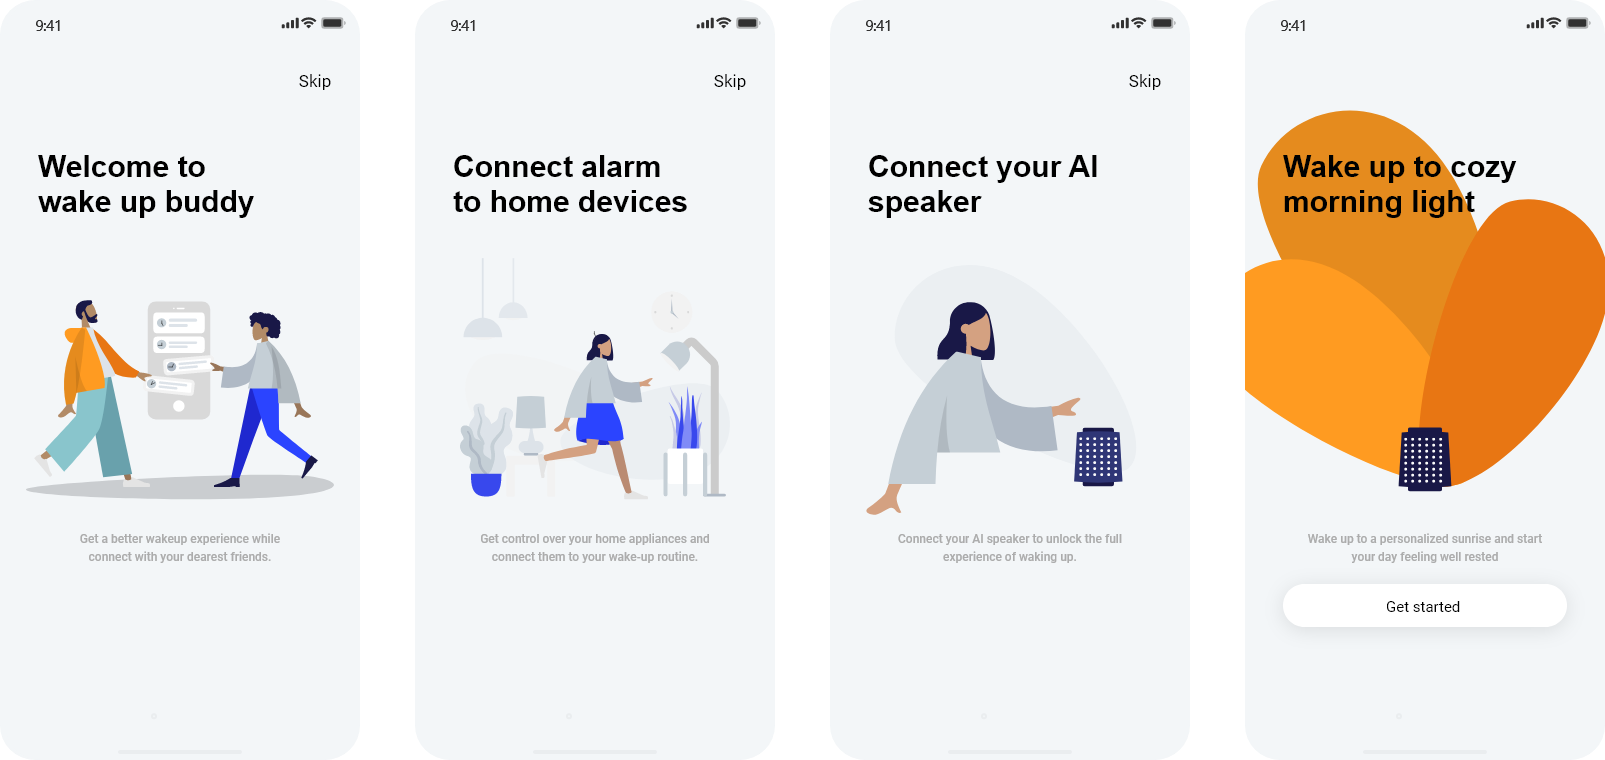 9:41
Skip
Welcome to
wake up buddy
Get a better wakeup experience while
connect with your dearest friends.
9:41
Skip
Connect alarm
to home devices
Get control over your home appliances and
connect them to your wake-up routine.
9:41
Skip
Connect your AI
speaker
Connect your AI speaker to unlock the full
experience of waking up.
9:41
Wake up to cozy
morning light
Wake up to a personalized sunrise and start
your day feeling well rested
Get started